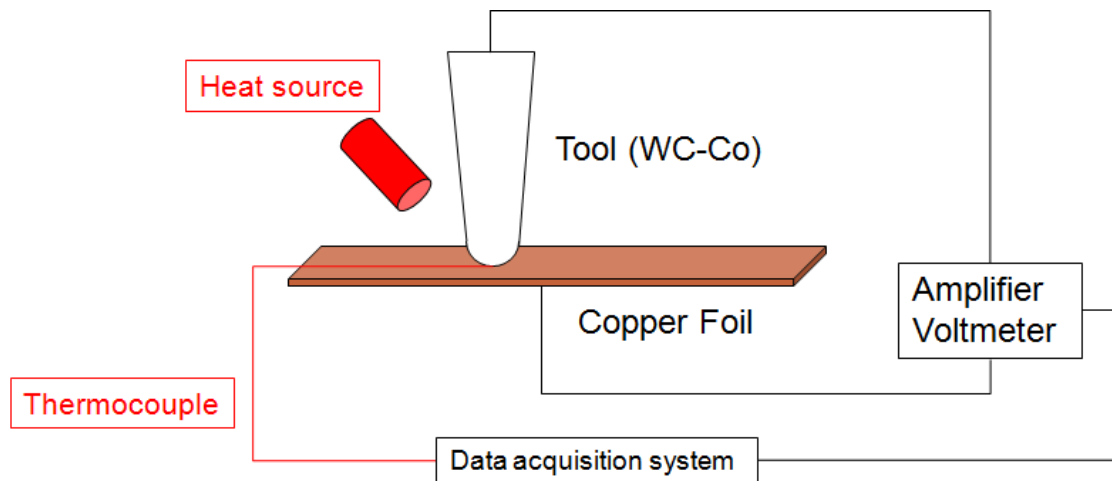 Heat source
Tool (WC-Co)
Amplifier
Voltmeter
Copper Foil
Thermocouple
Data acquisition system